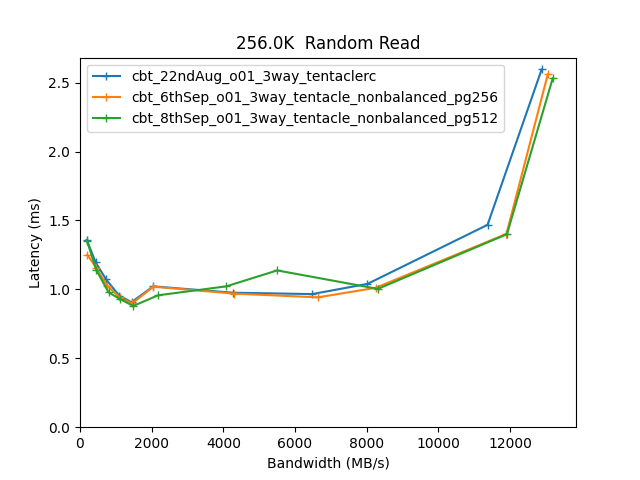 256.0K  Random Read
cbt_22ndAug_o01_3way_tentaclerc
cbt_6thSep_o01_3way_tentacle_nonbalanced_pg256
cbt_8thSep_o01_3way_tentacle_nonbalanced_pg512
2.5
2.0
1.5
1.0
0.5
0.0
Latency (ms)
0 2000 4000 6000 8000 10000 12000
Bandwidth (MB/s)